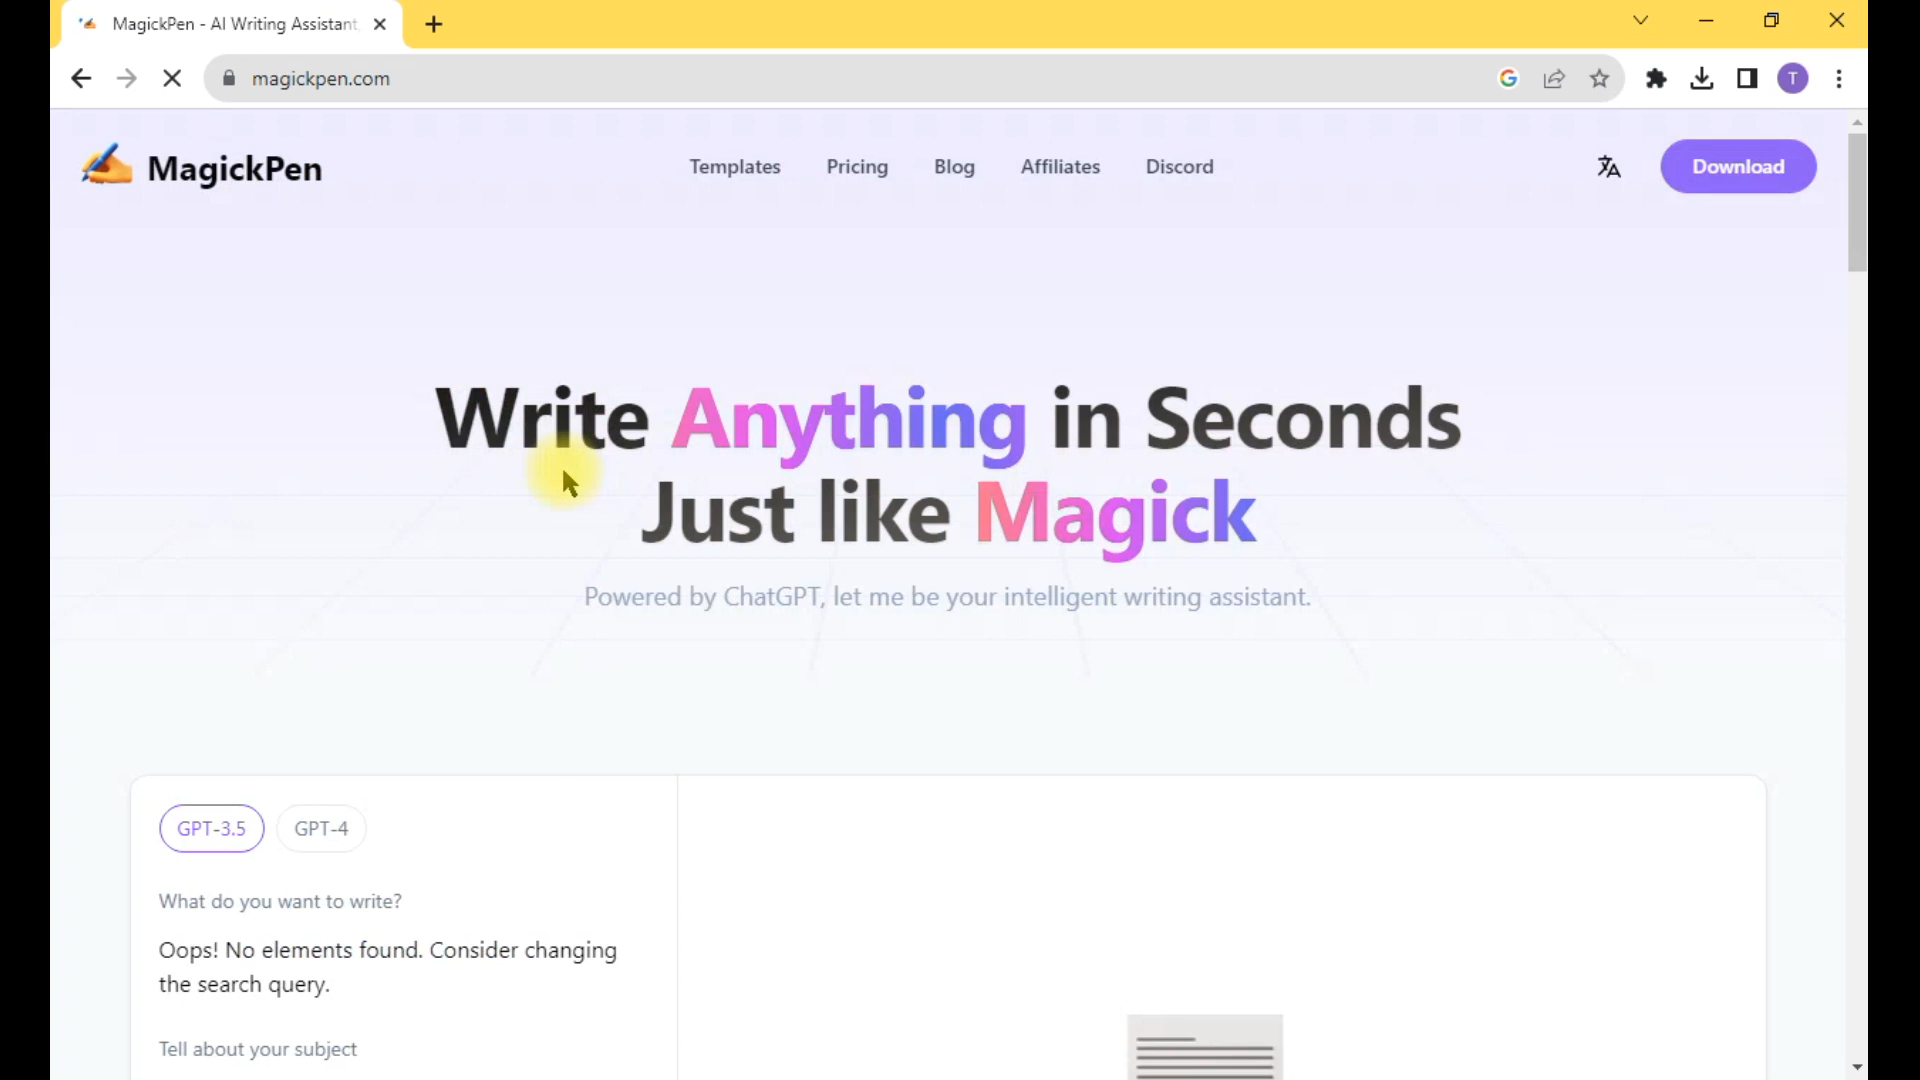 MagickPen - AI Writing Assistant
magickpen.com
T
MagickPen
Templates
Pricing
Blog
Affiliates
Discord
Download
Write Anything in Seconds
Just like Magick
Powered by ChatGPT, let me be your intelligent writing assistant.
GPT-3.5
GPT-4
What do you want to write?
Oops! No elements found. Consider changing
the search query.
Tell about your subject